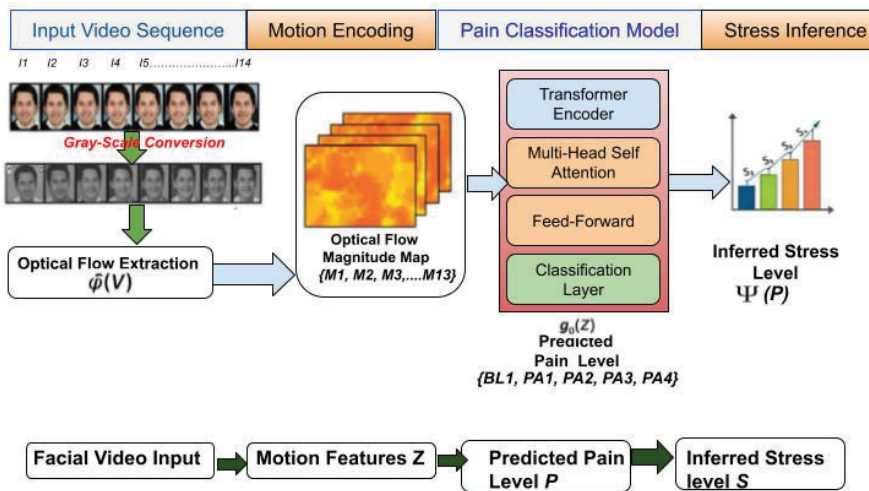 Input Video Sequence
Motion Encoding
Pain Classification Model
Stress Inference
I1 I2 I3 I4 I5.......................I14
Gray-Scale Conversion
Optical Flow Extraction
φ̂(V)
Optical Flow
Magnitude Map
{M1, M2, M3,....M13}
Transformer
Encoder
Multi-Head Self
Attention
Feed-Forward
Classification
Layer
g₀(Z)
Predicted
Pain Level
{BL1, PA1, PA2, PA3, PA4}
Inferred Stress
Level
Ψ (P)
Facial Video Input
Motion Features Z
Predicted Pain
Level P
Inferred Stress
level S